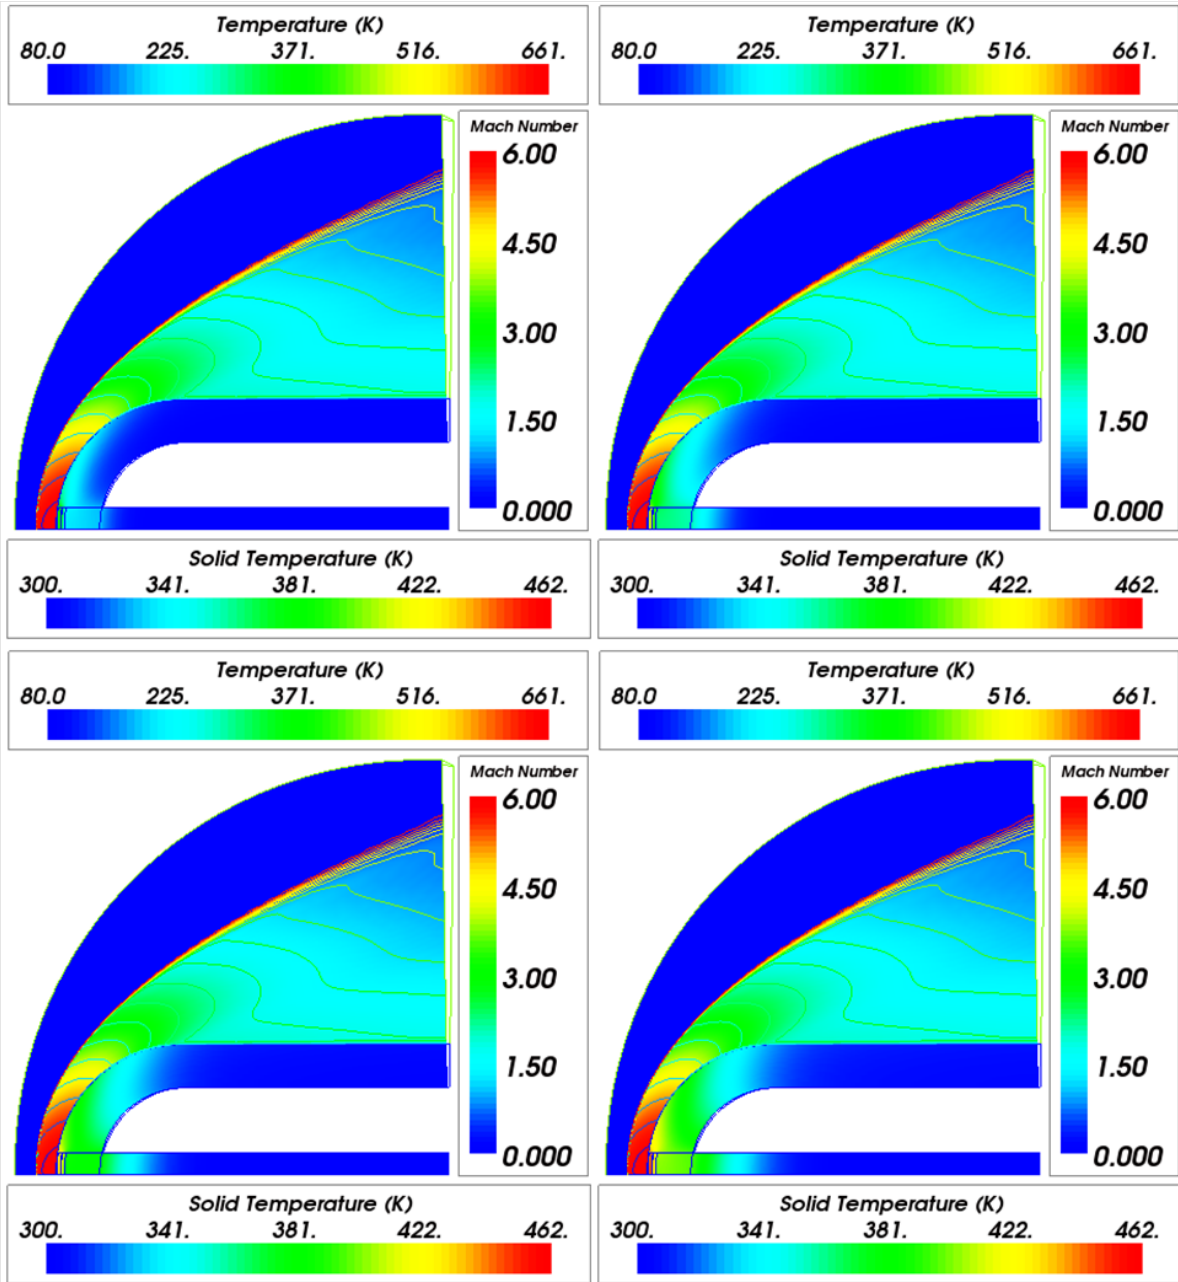 Temperature (K)
80.0 225. 371. 516. 661.
Mach Number
6.00
4.50
3.00
1.50
0.000
Solid Temperature (K)
300. 341. 381. 422. 462.
Temperature (K)
80.0 225. 371. 516. 661.
Mach Number
6.00
4.50
3.00
1.50
0.000
Solid Temperature (K)
300. 341. 381. 422. 462.
Temperature (K)
80.0 225. 371. 516. 661.
Mach Number
6.00
4.50
3.00
1.50
0.000
Solid Temperature (K)
300. 341. 381. 422. 462.
Temperature (K)
80.0 225. 371. 516. 661.
Mach Number
6.00
4.50
3.00
1.50
0.000
Solid Temperature (K)
300. 341. 381. 422. 462.